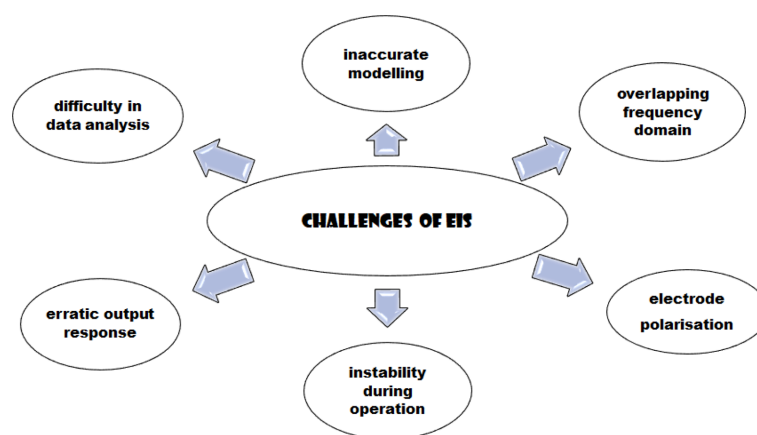 inaccurate
modelling
difficulty in
data analysis
overlapping
frequency
domain
CHALLENGES OF EIS
erratic output
response
electrode
polarisation
instability
during
operation